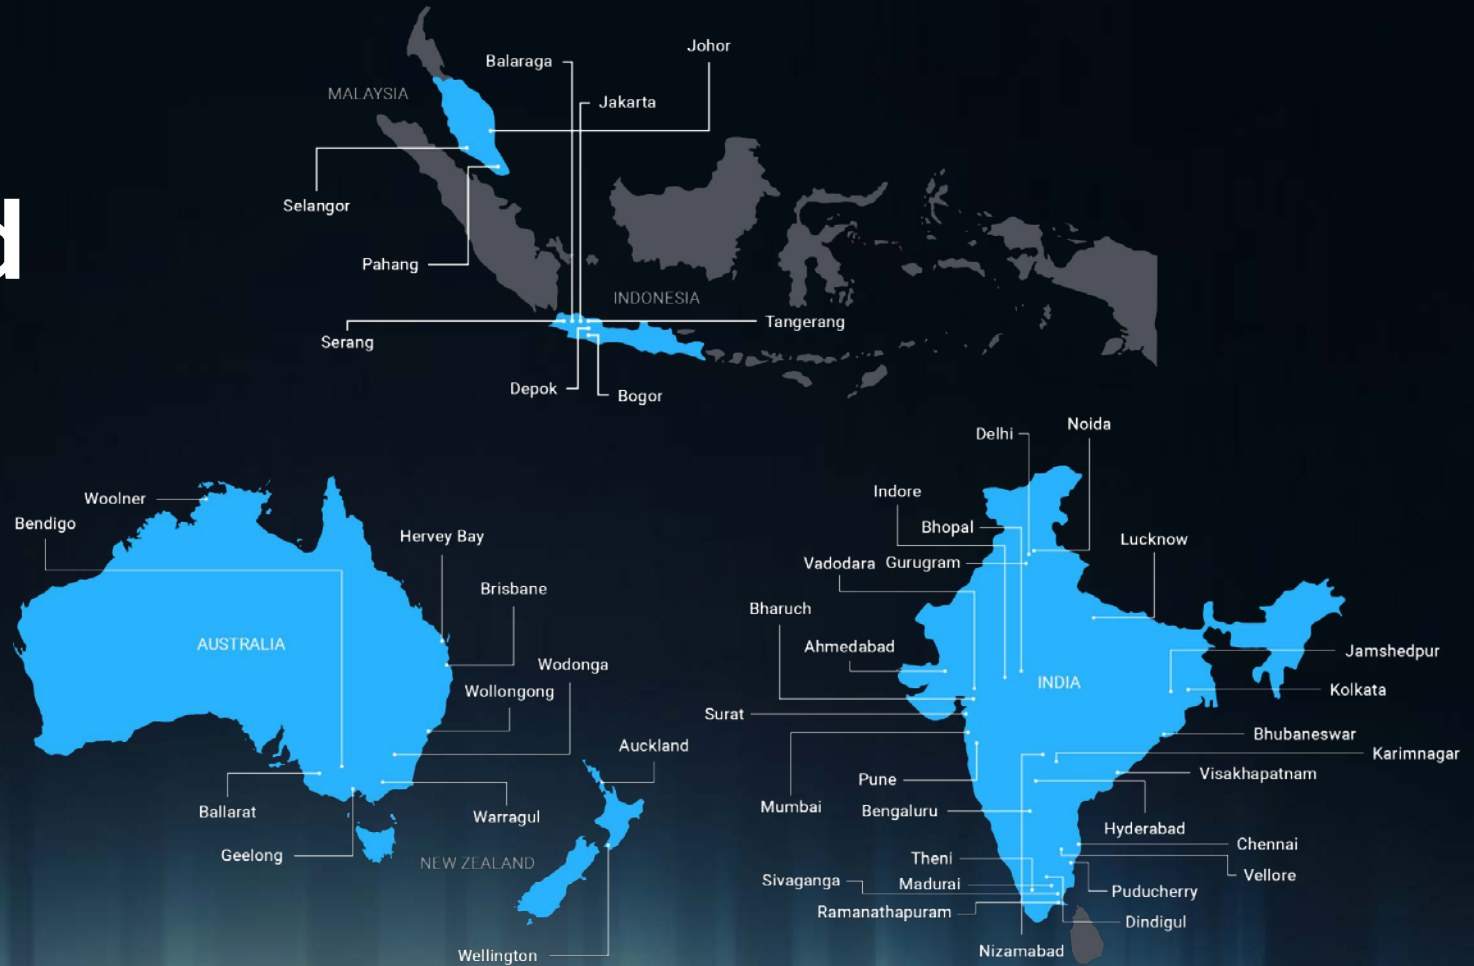 Johor
Balaraga
MALAYSIA
Jakarta
Selangor
Pahang
INDONESIA
Tangerang
Serang
Depok
Bogor
d
Woolner
Bendigo
Hervey Bay
Brisbane
AUSTRALIA
Wodonga
Wollongong
Auckland
Ballarat
Warragul
Geelong
NEW ZEALAND
Wellington
Noida
Delhi
Indore
Bhopal
Lucknow
Vadodara
Gurugram
Bharuch
Ahmedabad
Jamshedpur
INDIA
Kolkata
Surat
Bhubaneswar
Karimnagar
Visakhapatnam
Pune
Mumbai
Bengaluru
Hyderabad
Chennai
Theni
Vellore
Sivaganga
Madurai
Puducherry
Ramanathapuram
Dindigul
Nizamabad